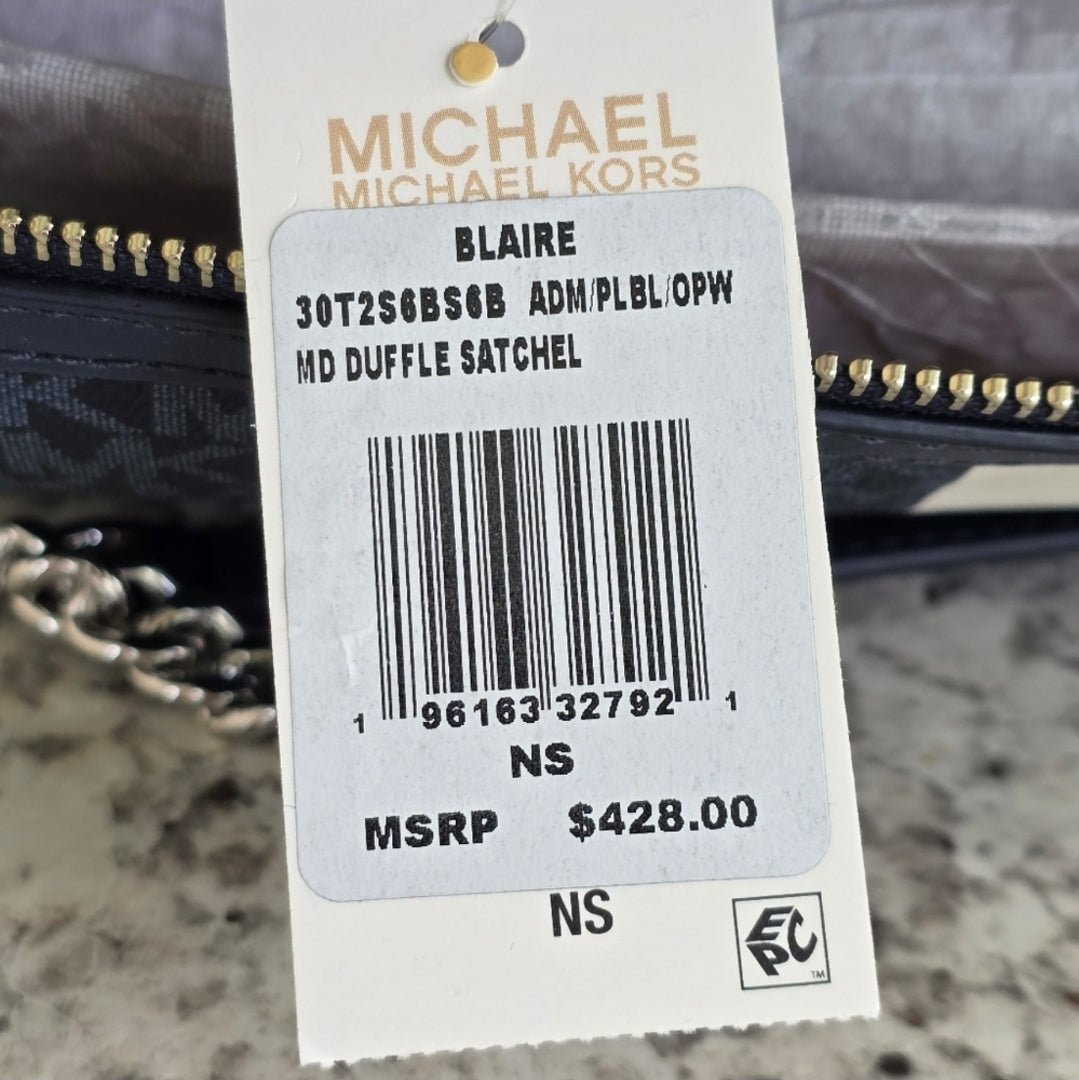 MICHAEL
MICHAEL KORS
BLAIRE
30T2S6BS6B ADM/PLBL/OPW
MD DUFFLE SATCHEL
1 96163 32792 1
NS
MSRP $428.00
NS
EPC
TM